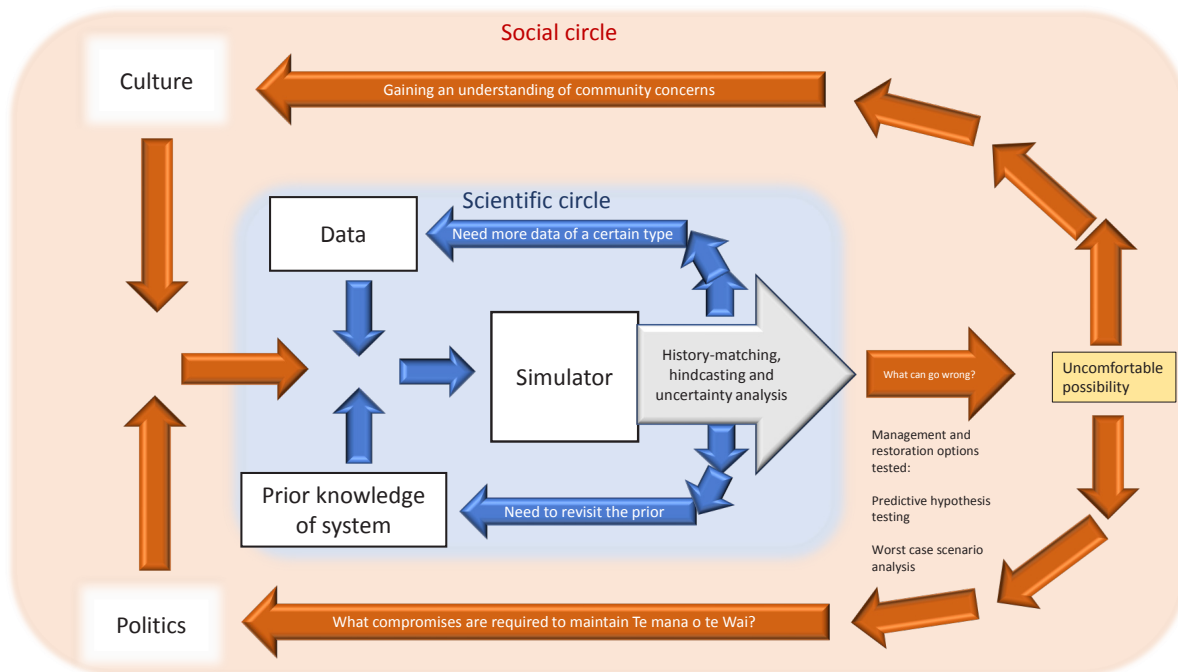 Social circle
Culture
Gaining an understanding of community concerns
Scientific circle
Data
Need more data of a certain type
Simulator
History-matching,
hindcasting and
uncertainty analysis
What can go wrong?
Uncomfortable
possibility
Management and
restoration options
tested:
Predictive hypothesis
testing
Worst case scenario
analysis
Prior knowledge
of system
Need to revisit the prior
Politics
What compromises are required to maintain Te mana o te Wai?